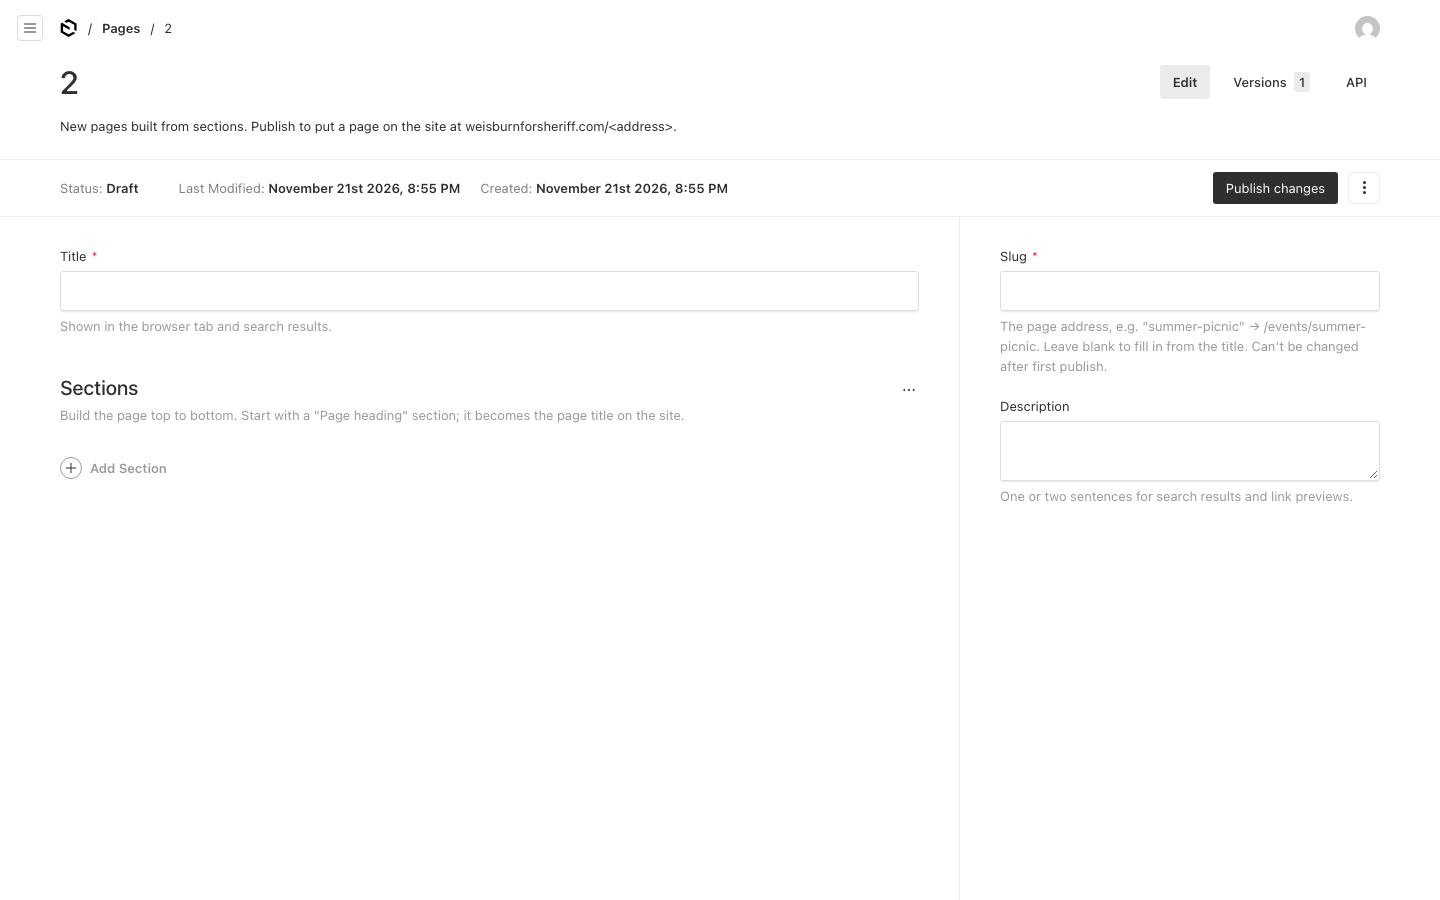 / Pages / 2
2
Edit Versions 1 API
New pages built from sections. Publish to put a page on the site at weisburnforsheriff.com/<address>.
Status: Draft Last Modified: November 21st 2026, 8:55 PM Created: November 21st 2026, 8:55 PM
Publish changes
Title *
Shown in the browser tab and search results.
Sections
Build the page top to bottom. Start with a "Page heading" section; it becomes the page title on the site.
Add Section
Slug *
The page address, e.g. "summer-picnic" → /events/summer-
picnic. Leave blank to fill in from the title. Can't be changed
after first publish.
Description
One or two sentences for search results and link previews.